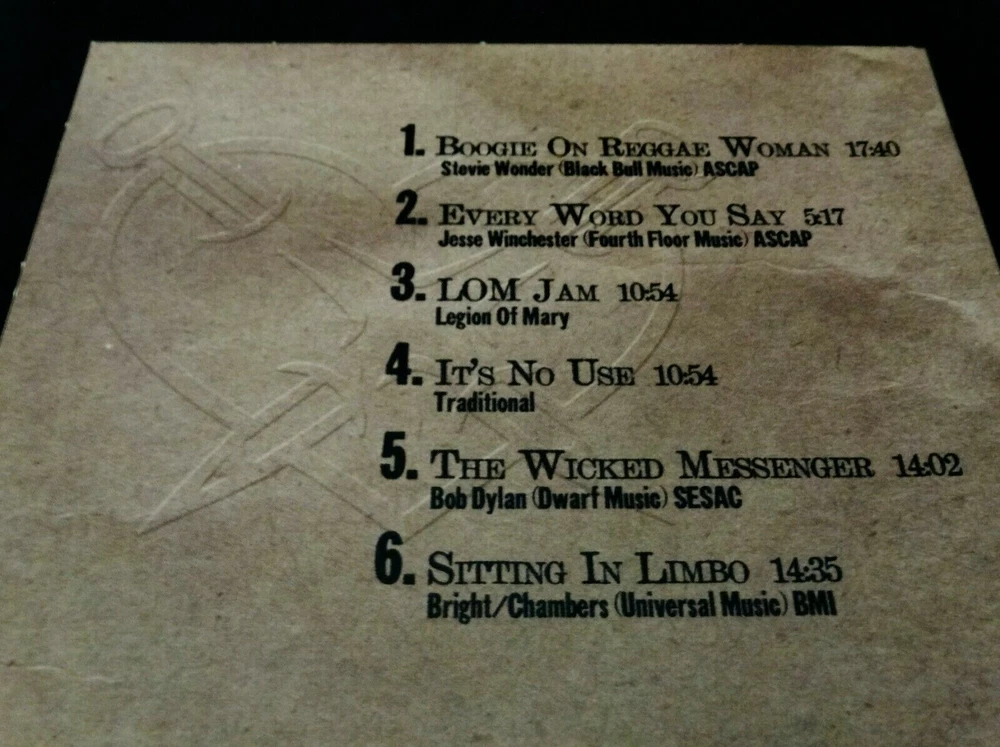 1. Boogie On Reggae Woman 17:40
Stevie Wonder (Black Bull Music) ASCAP
2. Every Word You Say 5:17
Jesse Winchester (Fourth Floor Music) ASCAP
3. LOM Jam 10:54
Legion Of Mary
4. It's No Use 10:54
Traditional
5. The Wicked Messenger 14:02
Bob Dylan (Dwarf Music) SESAC
6. Sitting In Limbo 14:35
Bright/Chambers (Universal Music) BMI